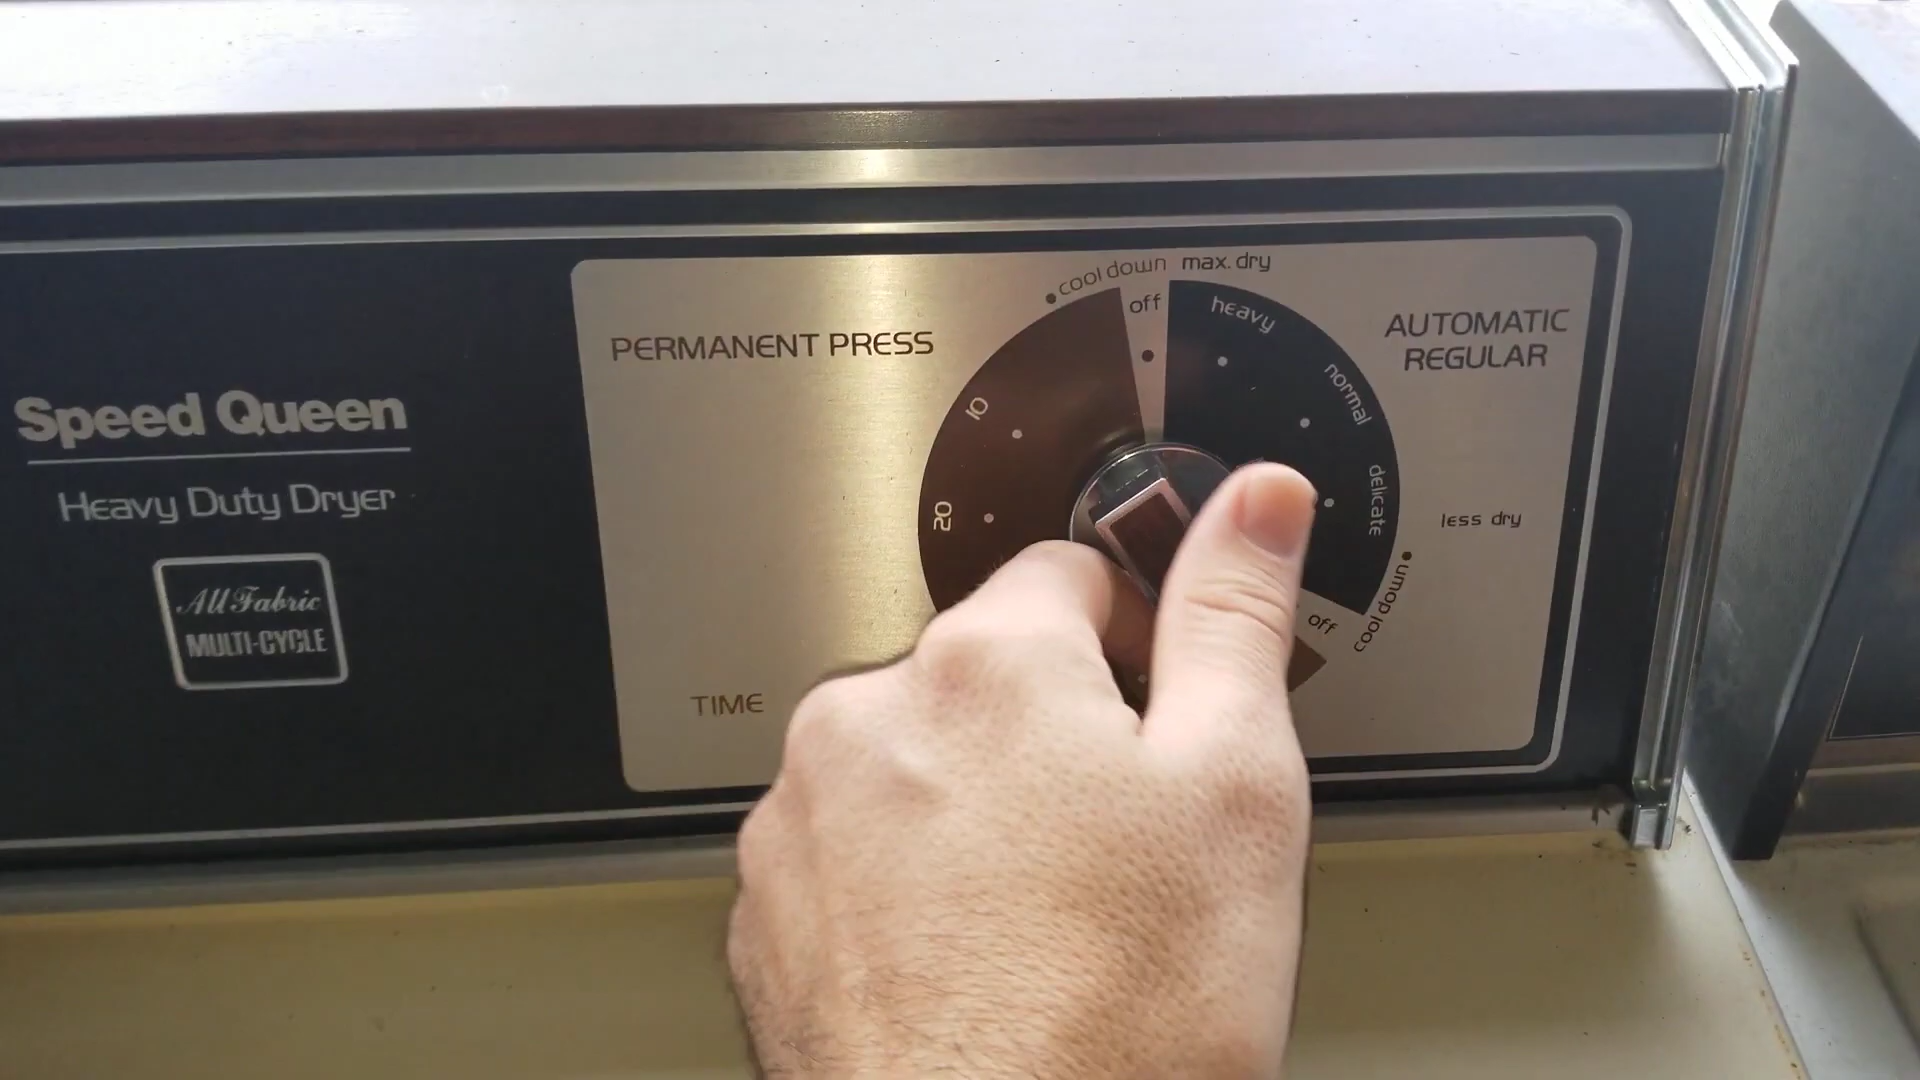 Speed Queen
Heavy Duty Dryer
All Fabric
MULTI-CYCLE
PERMANENT PRESS
TIME
cool down
max. dry
off
heavy
normal
delicate
10
20
AUTOMATIC
REGULAR
less dry
cool down
off